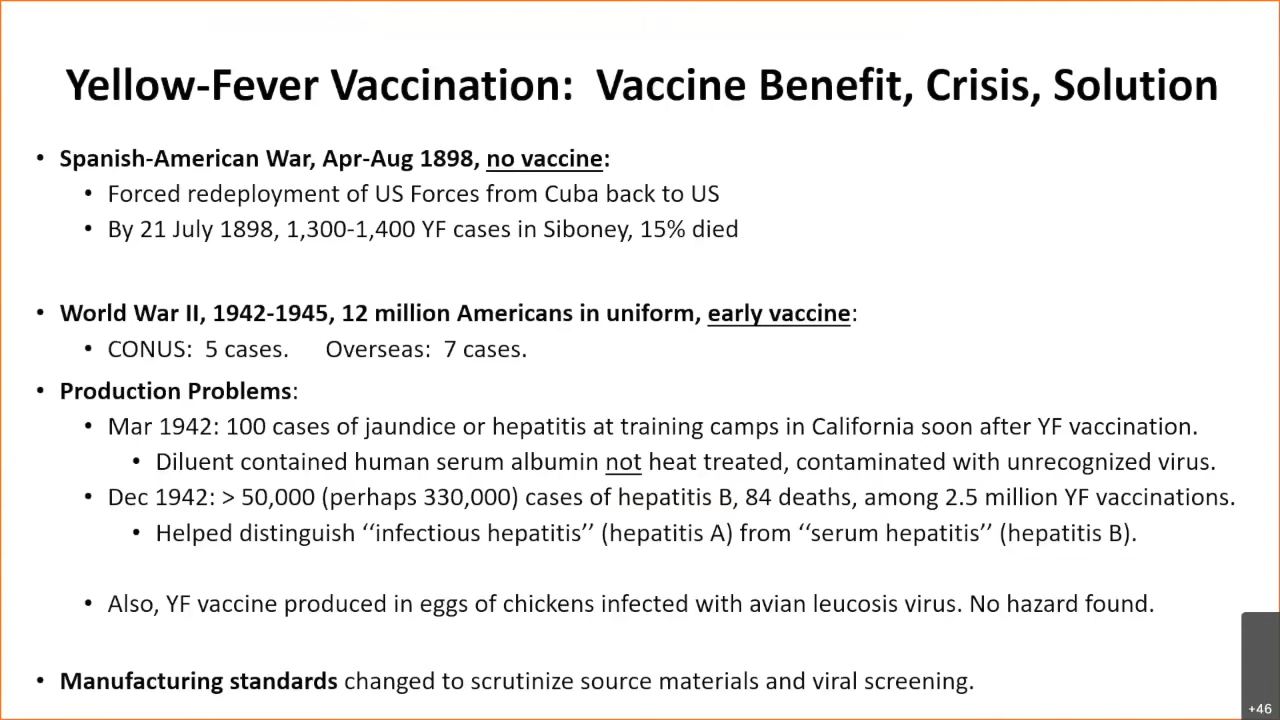 Yellow-Fever Vaccination:  Vaccine Benefit, Crisis, Solution
• Spanish-American War, Apr-Aug 1898, no vaccine:
• Forced redeployment of US Forces from Cuba back to US
• By 21 July 1898, 1,300-1,400 YF cases in Siboney, 15% died
• World War II, 1942-1945, 12 million Americans in uniform, early vaccine:
• CONUS:  5 cases.     Overseas:  7 cases.
• Production Problems:
• Mar 1942: 100 cases of jaundice or hepatitis at training camps in California soon after YF vaccination.
• Diluent contained human serum albumin not heat treated, contaminated with unrecognized virus.
• Dec 1942: > 50,000 (perhaps 330,000) cases of hepatitis B, 84 deaths, among 2.5 million YF vaccinations.
• Helped distinguish ‘‘infectious hepatitis’’ (hepatitis A) from ‘‘serum hepatitis’’ (hepatitis B).
• Also, YF vaccine produced in eggs of chickens infected with avian leucosis virus. No hazard found.
• Manufacturing standards changed to scrutinize source materials and viral screening.
+46